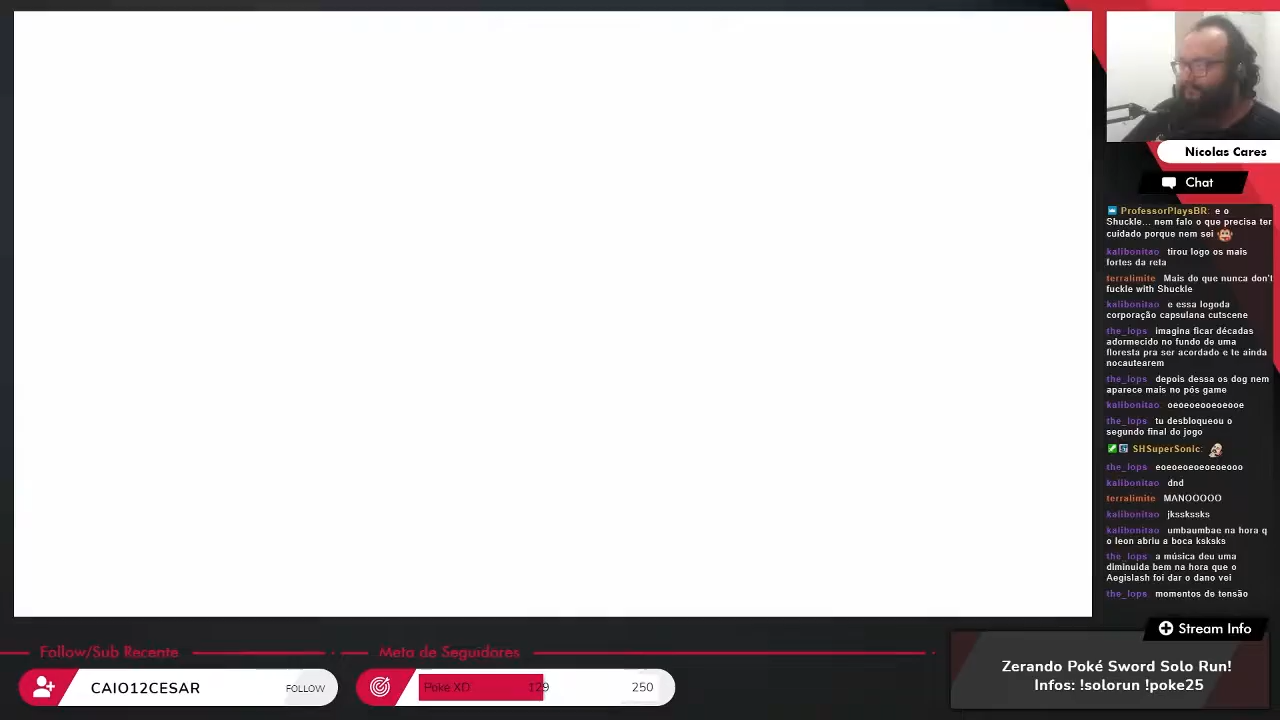 Nicolas Cares
Chat
ProfessorPlaysBR: e o
Shuckle... nem falo o que precisa ter
cuidado porque nem sei
kalibonitao tirou logo os mais
fortes da reta
terralimite Mais do que nunca don't
fuckle with Shuckle
kalibonitao e essa logoda
corporação capsulana cutscene
the_lops imagina ficar décadas
adormecido no fundo de uma
floresta pra ser acordado e te ainda
nocautearem
the_lops depois dessa os dog nem
aparece mais no pós game
kalibonitao oeoeoeoeoeooe
the_lops tu desbloqueou o
segundo final do jogo
SHSuperSonic:
the_lops eoeoeoeoeoeoeooo
kalibonitao dnd
terralimite MANOOOOO
kalibonitao jksskssks
kalibonitao umbaumbae na hora q
o leon abriu a boca ksksks
the_lops a música deu uma
diminuida bem na hora que o
Aegislash foi dar o dano vei
the_lops momentos de tensão
Stream Info
Zerando Poké Sword Solo Run!
Infos: !solorun !poke25
Follow/Sub Recente
CAIO12CESAR FOLLOW
Meta de Seguidores
Poké XD 129 250